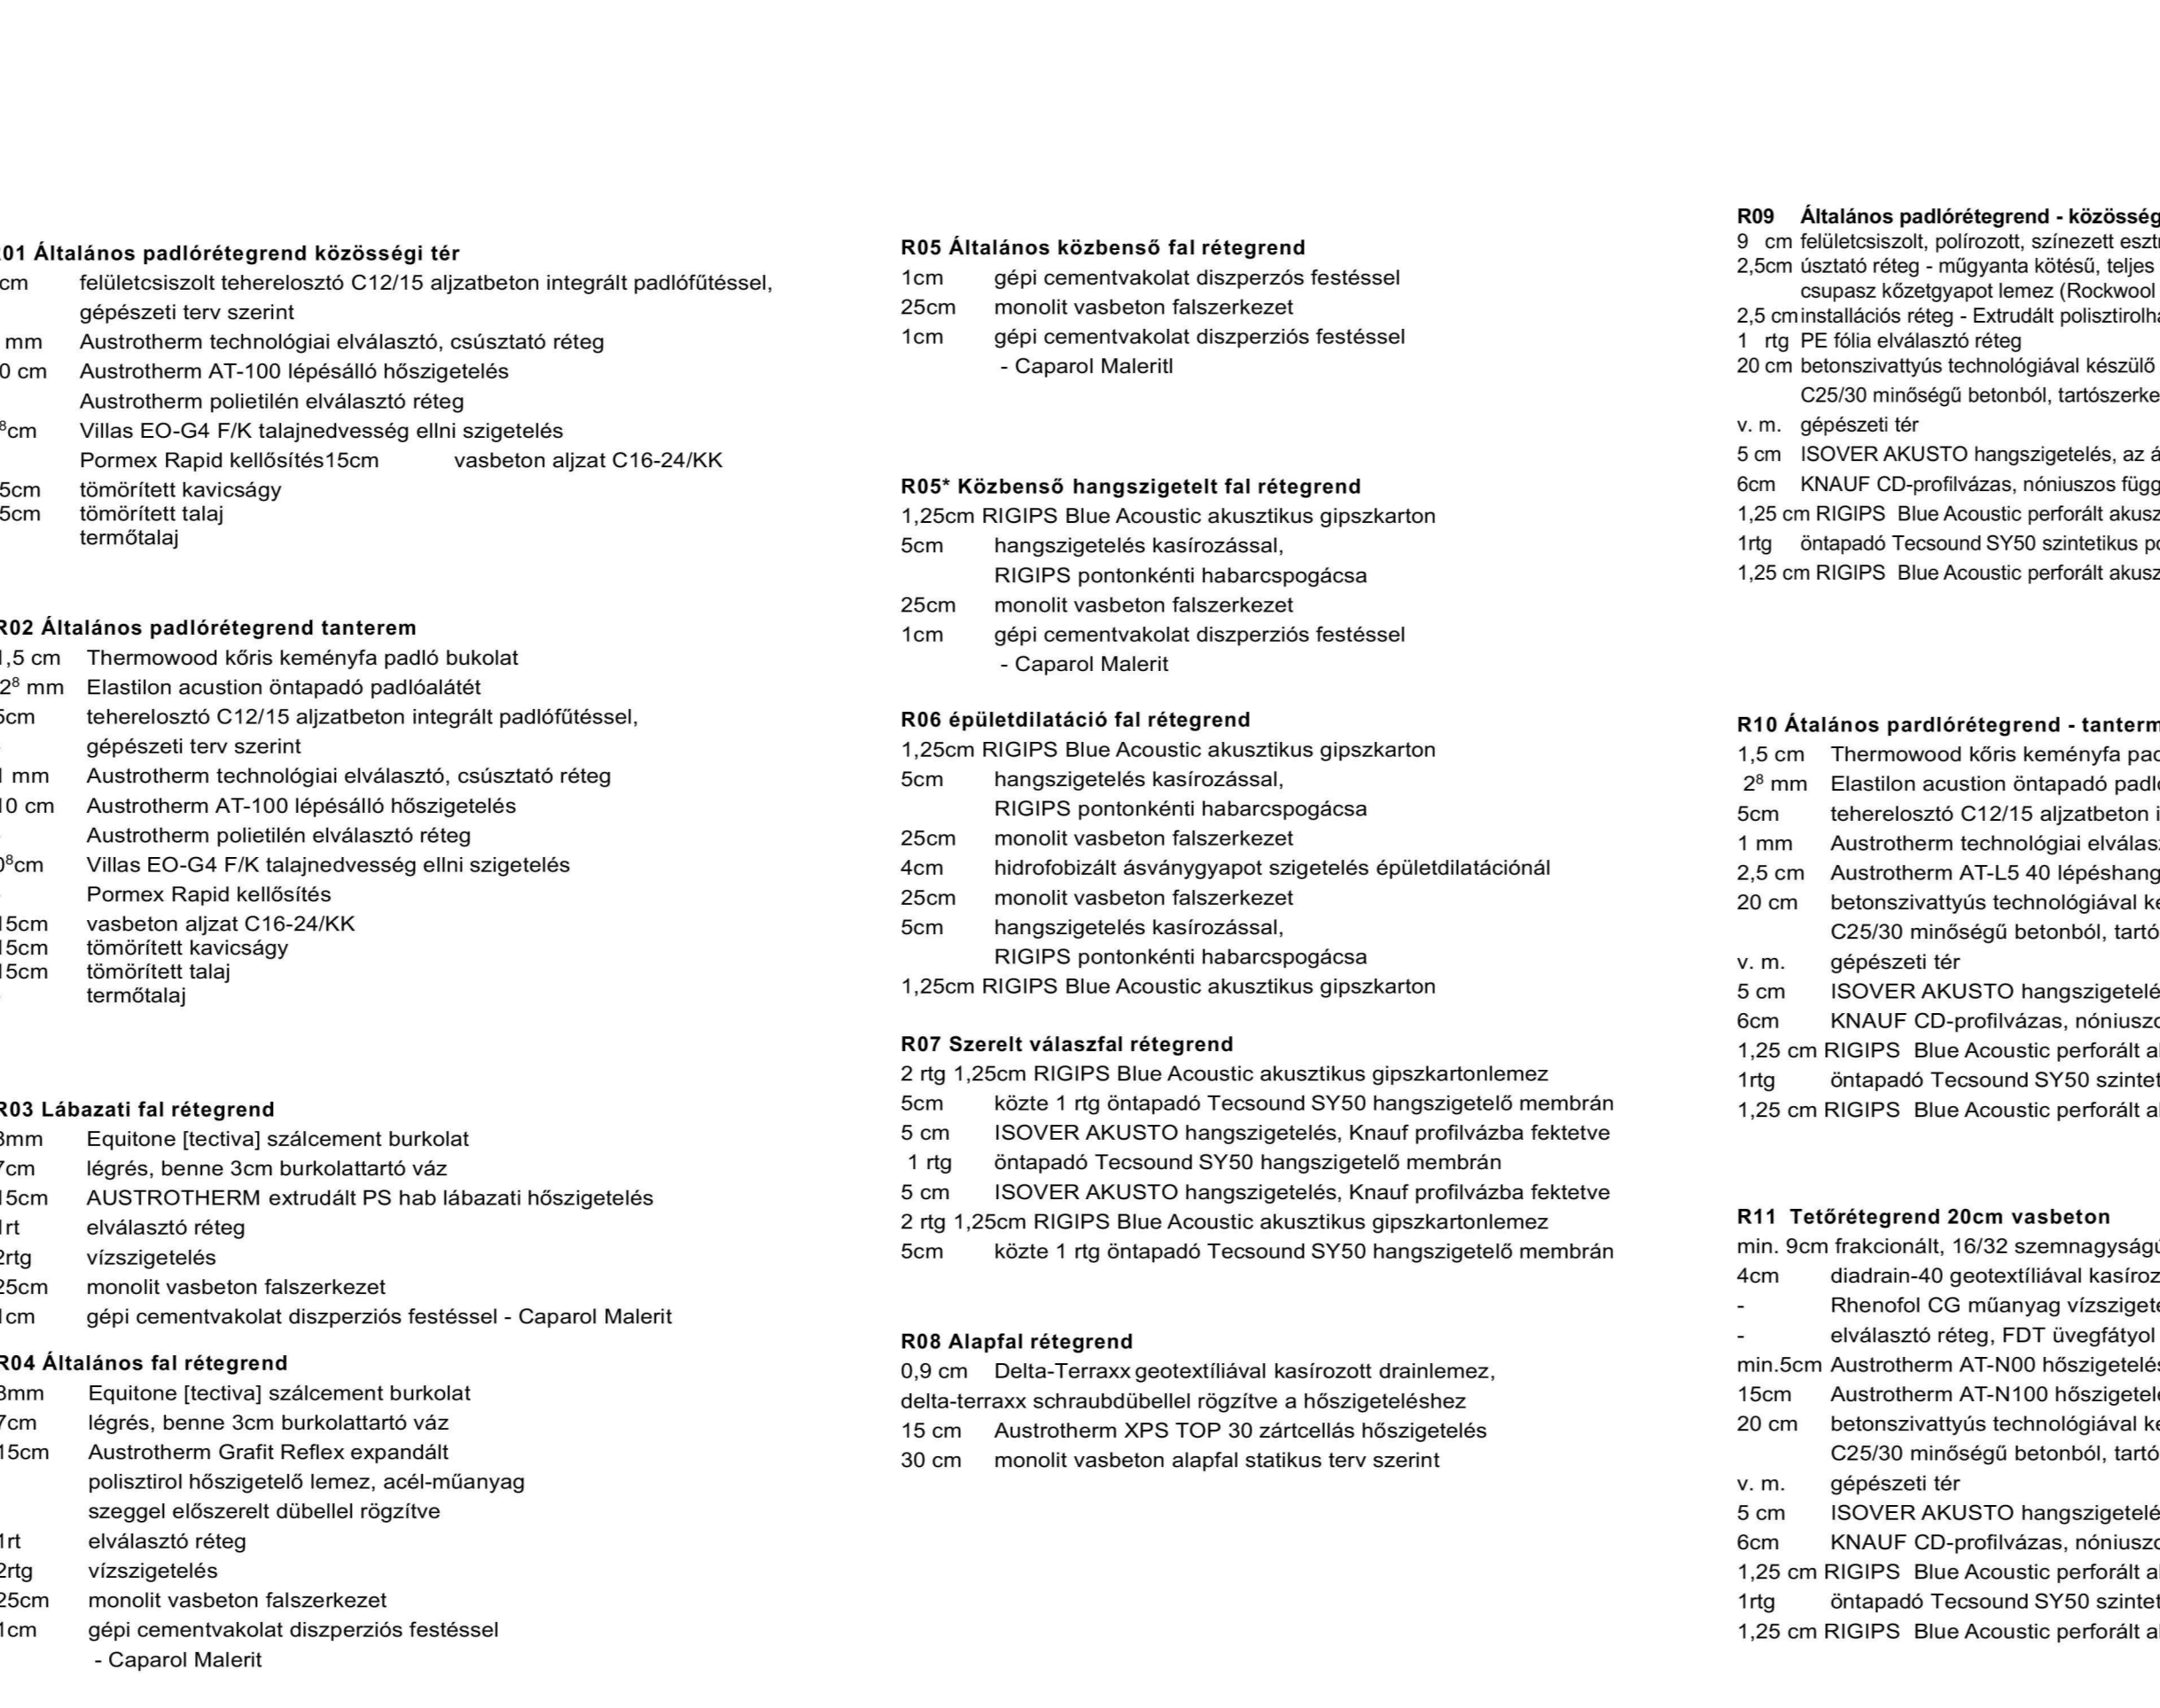 R01 Általános padlórétegrend közösségi tér
cm felületcsiszolt teherelosztó C12/15 aljzatbeton integrált padlófűtéssel,
gépészeti terv szerint
mm Austrotherm technológiai elválasztó, csúsztató réteg
0 cm Austrotherm AT-100 lépésálló hőszigetelés
Austrotherm polietilén elválasztó réteg
⁸cm Villas EO-G4 F/K talajnedvesség ellni szigetelés
Pormex Rapid kellősítés15cm vasbeton aljzat C16-24/KK
5cm tömörített kavicságy
5cm tömörített talaj
termőtalaj
R02 Általános padlórétegrend tanterem
1,5 cm Thermowood kőris keményfa padló bukolat
2⁸ mm Elastilon acustion öntapadó padlóalátét
5cm teherelosztó C12/15 aljzatbeton integrált padlófűtéssel,
- gépészeti terv szerint
1 mm Austrotherm technológiai elválasztó, csúsztató réteg
10 cm Austrotherm AT-100 lépésálló hőszigetelés
- Austrotherm polietilén elválasztó réteg
0⁸cm Villas EO-G4 F/K talajnedvesség ellni szigetelés
- Pormex Rapid kellősítés
15cm vasbeton aljzat C16-24/KK
15cm tömörített kavicságy
15cm tömörített talaj
- termőtalaj
R03 Lábazati fal rétegrend
8mm Equitone [tectiva] szálcement burkolat
7cm légrés, benne 3cm burkolattartó váz
15cm AUSTROTHERM extrudált PS hab lábazati hőszigetelés
1rt elválasztó réteg
2rtg vízszigetelés
25cm monolit vasbeton falszerkezet
1cm gépi cementvakolat diszperziós festéssel - Caparol Malerit
R04 Általános fal rétegrend
8mm Equitone [tectiva] szálcement burkolat
7cm légrés, benne 3cm burkolattartó váz
15cm Austrotherm Grafit Reflex expandált
polisztirol hőszigetelő lemez, acél-műanyag
szeggel előszerelt dübellel rögzítve
1rt elválasztó réteg
2rtg vízszigetelés
25cm monolit vasbeton falszerkezet
1cm gépi cementvakolat diszperziós festéssel
- Caparol Malerit
R05 Általános közbenső fal rétegrend
1cm gépi cementvakolat diszperzós festéssel
25cm monolit vasbeton falszerkezet
1cm gépi cementvakolat diszperziós festéssel
- Caparol Maleritl
R05* Közbenső hangszigetelt fal rétegrend
1,25cm RIGIPS Blue Acoustic akusztikus gipszkarton
5cm hangszigetelés kasírozással,
RIGIPS pontonkénti habarcspogácsa
25cm monolit vasbeton falszerkezet
1cm gépi cementvakolat diszperziós festéssel
- Caparol Malerit
R06 épületdilatáció fal rétegrend
1,25cm RIGIPS Blue Acoustic akusztikus gipszkarton
5cm hangszigetelés kasírozással,
RIGIPS pontonkénti habarcspogácsa
25cm monolit vasbeton falszerkezet
4cm hidrofobizált ásványgyapot szigetelés épületdilatációnál
25cm monolit vasbeton falszerkezet
5cm hangszigetelés kasírozással,
RIGIPS pontonkénti habarcspogácsa
1,25cm RIGIPS Blue Acoustic akusztikus gipszkarton
R07 Szerelt válaszfal rétegrend
2 rtg 1,25cm RIGIPS Blue Acoustic akusztikus gipszkartonlemez
5cm közte 1 rtg öntapadó Tecsound SY50 hangszigetelő membrán
5 cm ISOVER AKUSTO hangszigetelés, Knauf profilvázba fektetve
1 rtg öntapadó Tecsound SY50 hangszigetelő membrán
5 cm ISOVER AKUSTO hangszigetelés, Knauf profilvázba fektetve
2 rtg 1,25cm RIGIPS Blue Acoustic akusztikus gipszkartonlemez
5cm közte 1 rtg öntapadó Tecsound SY50 hangszigetelő membrán
R08 Alapfal rétegrend
0,9 cm Delta-Terraxx geotextíliával kasírozott drainlemez,
delta-terraxx schraubdübellel rögzítve a hőszigeteléshez
15 cm Austrotherm XPS TOP 30 zártcellás hőszigetelés
30 cm monolit vasbeton alapfal statikus terv szerint
R09 Általános padlórétegrend - közösség
9 cm felületcsiszolt, polírozott, színezett eszt
2,5cm úsztató réteg - műgyanta kötésű, teljes
csupasz kőzetgyapot lemez (Rockwool
2,5 cm installációs réteg - Extrudált polisztirolha
1 rtg PE fólia elválasztó réteg
20 cm betonszivattyús technológiával készülő
C25/30 minőségű betonból, tartószerke
v. m. gépészeti tér
5 cm ISOVER AKUSTO hangszigetelés, az á
6cm KNAUF CD-profilvázas, nóniuszos függ
1,25 cm RIGIPS Blue Acoustic perforált akusz
1rtg öntapadó Tecsound SY50 szintetikus po
1,25 cm RIGIPS Blue Acoustic perforált akusz
R10 Átalános pardlórétegrend - tanterm
1,5 cm Thermowood kőris keményfa pad
2⁸ mm Elastilon acustion öntapadó padló
5cm teherelosztó C12/15 aljzatbeton i
1 mm Austrotherm technológiai elválasz
2,5 cm Austrotherm AT-L5 40 lépéshang
20 cm betonszivattyús technológiával ké
C25/30 minőségű betonból, tartó
v. m. gépészeti tér
5 cm ISOVER AKUSTO hangszigetelé
6cm KNAUF CD-profilvázas, nóniuszo
1,25 cm RIGIPS Blue Acoustic perforált a
1rtg öntapadó Tecsound SY50 szintet
1,25 cm RIGIPS Blue Acoustic perforált a
R11 Tetőrétegrend 20cm vasbeton
min. 9cm frakcionált, 16/32 szemnagyságú
4cm diadrain-40 geotextíliával kasíroz
- Rhenofol CG műanyag vízszigete
- elválasztó réteg, FDT üvegfátyol
min.5cm Austrotherm AT-N00 hőszigetelés
15cm Austrotherm AT-N100 hőszigetel
20 cm betonszivattyús technológiával ké
C25/30 minőségű betonból, tartó
v. m. gépészeti tér
5 cm ISOVER AKUSTO hangszigetelé
6cm KNAUF CD-profilvázas, nóniuszo
1,25 cm RIGIPS Blue Acoustic perforált a
1rtg öntapadó Tecsound SY50 szintet
1,25 cm RIGIPS Blue Acoustic perforált a